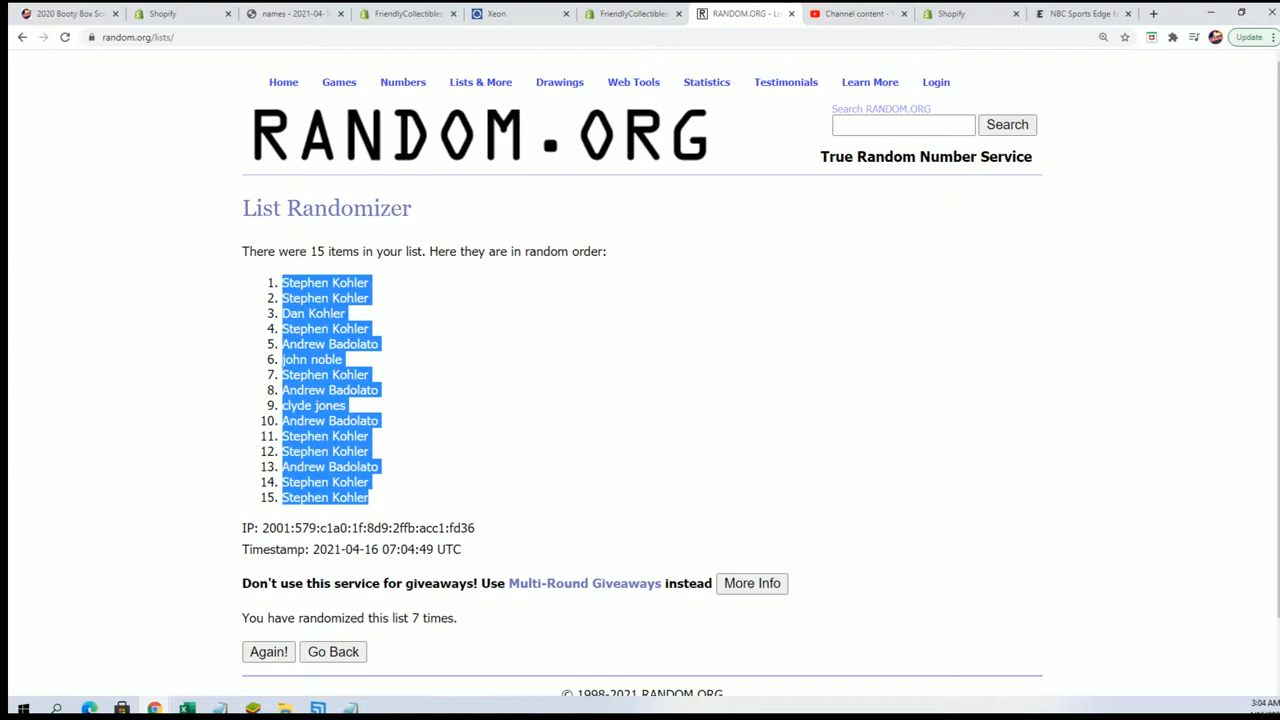 2020 Booty Box Sc
Shopify
names - 2021-04-1
FriendlyCollectibles
Xeon
FriendlyCollectibles
RANDOM.ORG - Li
Channel content - Y
Shopify
NBC Sports Edge
random.org/lists/
Update
Home Games Numbers Lists & More Drawings Web Tools Statistics Testimonials Learn More Login
RANDOM.ORG
Search RANDOM.ORG
Search
True Random Number Service
List Randomizer
There were 15 items in your list. Here they are in random order:
1. Stephen Kohler
2. Stephen Kohler
3. Dan Kohler
4. Stephen Kohler
5. Andrew Badolato
6. john noble
7. Stephen Kohler
8. Andrew Badolato
9. clyde jones
10. Andrew Badolato
11. Stephen Kohler
12. Stephen Kohler
13. Andrew Badolato
14. Stephen Kohler
15. Stephen Kohler
IP: 2001:579:c1a0:1f:8d9:2ffb:acc1:fd36
Timestamp: 2021-04-16 07:04:49 UTC
Don't use this service for giveaways! Use Multi-Round Giveaways instead More Info
You have randomized this list 7 times.
Again! Go Back
© 1998-2021 RANDOM.ORG
3:04 AM